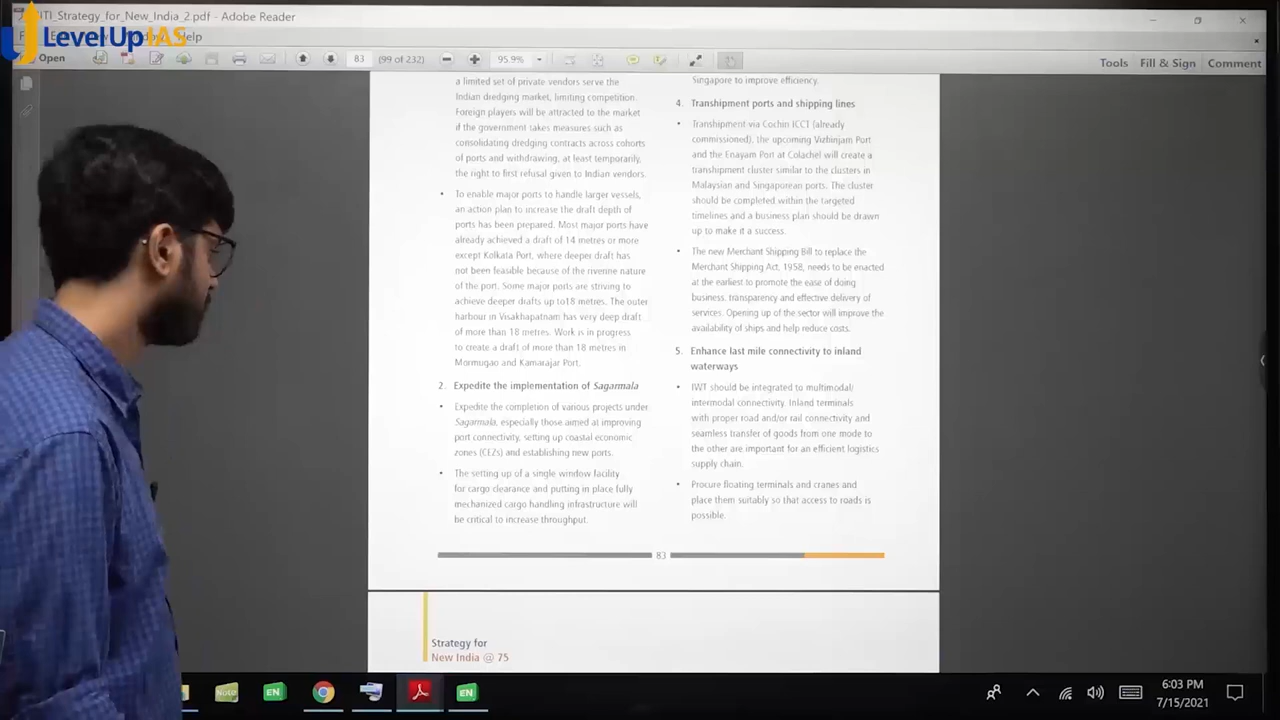 NITI_Strategy_for_New_India_2.pdf - Adobe Reader
LevelUp IAS
Help
Open
83
(99 of 232)
95.9%
Tools
Fill & Sign
Comment
a limited set of private vendors serve the
Indian dredging market, limiting competition.
Foreign players will be attracted to the market
if the government takes measures such as
consolidating dredging contracts across cohorts
of ports and withdrawing, at least temporarily,
the right to first refusal given to Indian vendors.
• To enable major ports to handle larger vessels,
an action plan to increase the draft depth of
ports has been prepared. Most major ports have
already achieved a draft of 14 metres or more
except Kolkata Port, where deeper draft has
not been feasible because of the riverine nature
of the port. Some major ports are striving to
achieve deeper drafts up to18 metres. The outer
harbour in Visakhapatnam has very deep draft
of more than 18 metres. Work is in progress
to create a draft of more than 18 metres in
Mormugao and Kamarajar Port.
2. Expedite the implementation of Sagarmala
• Expedite the completion of various projects under
Sagarmala, especially those aimed at improving
port connectivity, setting up coastal economic
zones (CEZs) and establishing new ports.
• The setting up of a single window facility
for cargo clearance and putting in place fully
mechanized cargo handling infrastructure will
be critical to increase throughput.
Singapore to improve efficiency.
4. Transhipment ports and shipping lines
• Transhipment via Cochin ICCT (already
commissioned), the upcoming Vizhinjam Port
and the Enayam Port at Colachel will create a
transhipment cluster similar to the clusters in
Malaysian and Singaporean ports. The cluster
should be completed within the targeted
timelines and a business plan should be drawn
up to make it a success.
• The new Merchant Shipping Bill to replace the
Merchant Shipping Act, 1958, needs to be enacted
at the earliest to promote the ease of doing
business, transparency and effective delivery of
services. Opening up of the sector will improve the
availability of ships and help reduce costs.
5. Enhance last mile connectivity to inland
waterways
• IWT should be integrated to multimodal/
intermodal connectivity. Inland terminals
with proper road and/or rail connectivity and
seamless transfer of goods from one mode to
the other are important for an efficient logistics
supply chain.
• Procure floating terminals and cranes and
place them suitably so that access to roads is
possible.
83
Strategy for
New India @ 75
Note
EN
EN
6:03 PM
7/15/2021